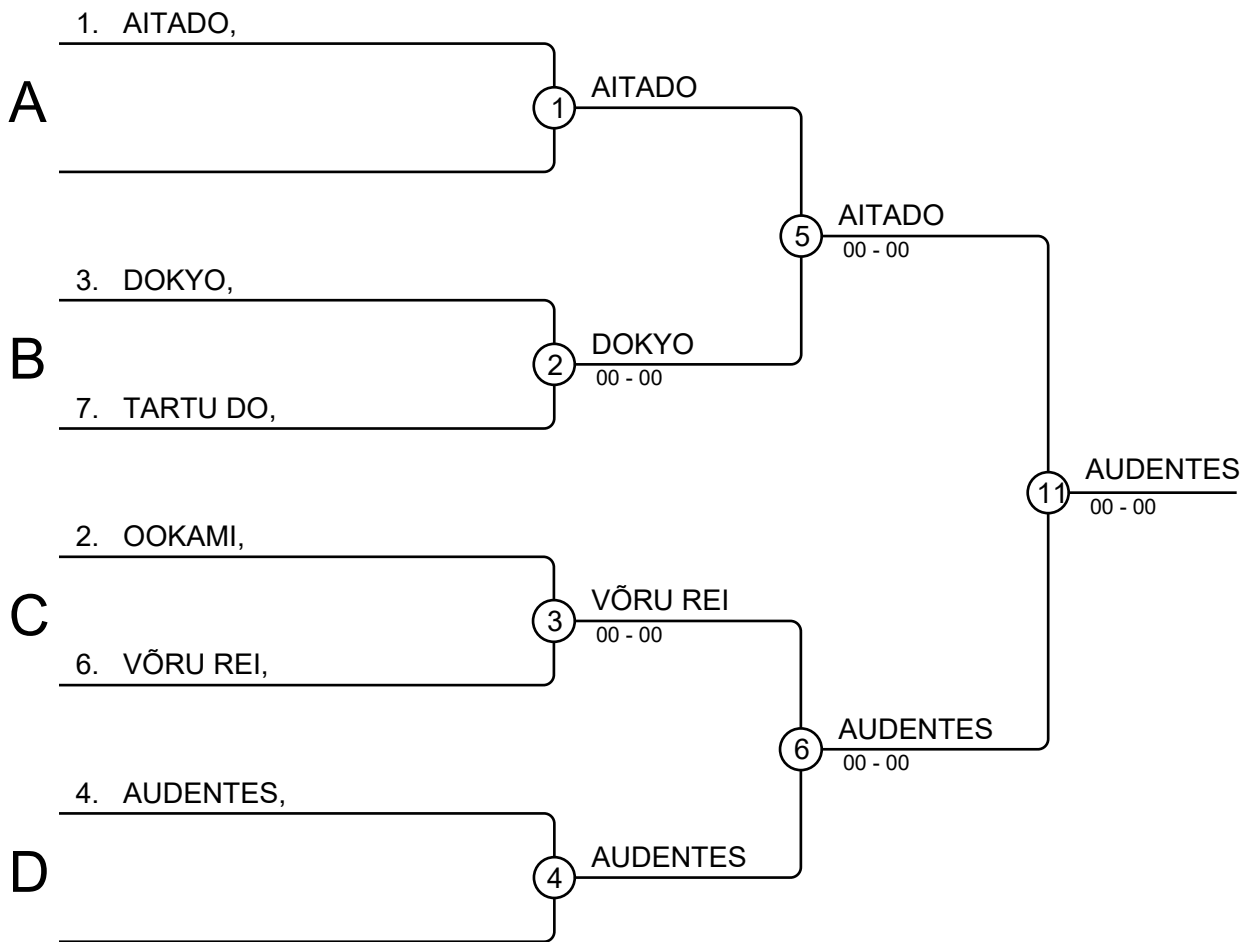 1. AITADO,
A
1 AITADO
5 AITADO
00 - 00
3. DOKYO,
B
2 DOKYO
00 - 00
7. TARTU DO,
11 AUDENTES
00 - 00
2. OOKAMI,
C
3 VÕRU REI
00 - 00
6. VÕRU REI,
6 AUDENTES
00 - 00
4. AUDENTES,
D
4 AUDENTES